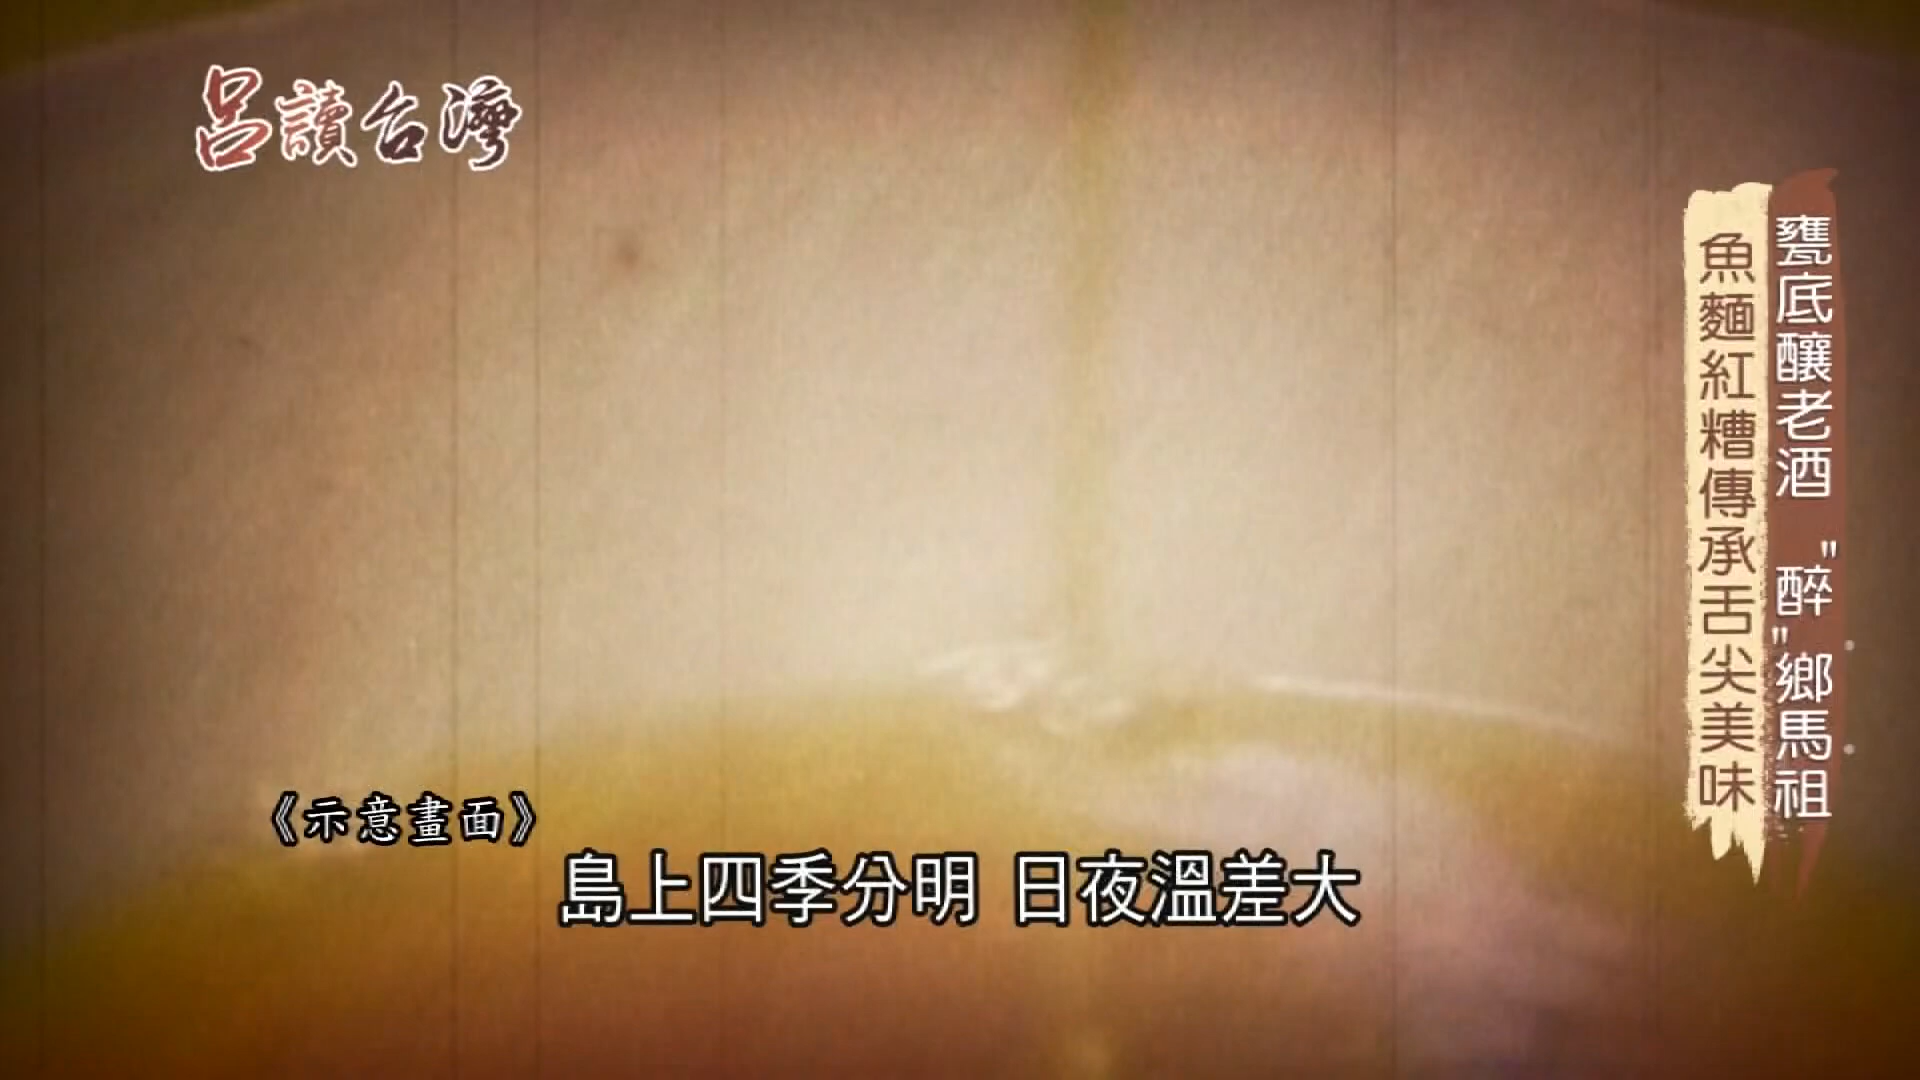 呂讀台灣
甕底釀老酒 "醉"鄉馬祖
魚麵紅糟傳承舌尖美味
《示意畫面》
島上四季分明 日夜溫差大